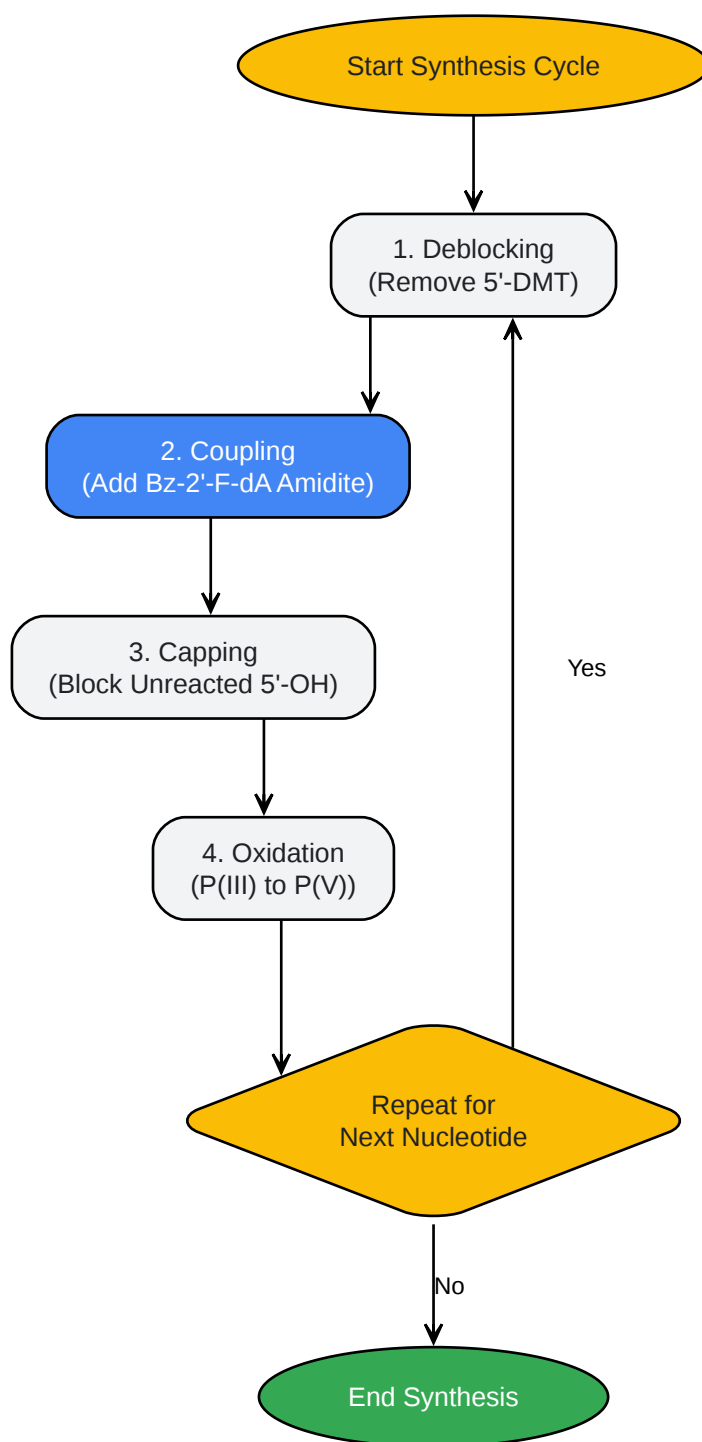 Start Synthesis Cycle
1. Deblocking
(Remove 5'-DMT)
2. Coupling
(Add Bz-2'-F-dA Amidite)
3. Capping
(Block Unreacted 5'-OH)
Yes
4. Oxidation
(P(III) to P(V))
Repeat for
Next Nucleotide
No
End Synthesis